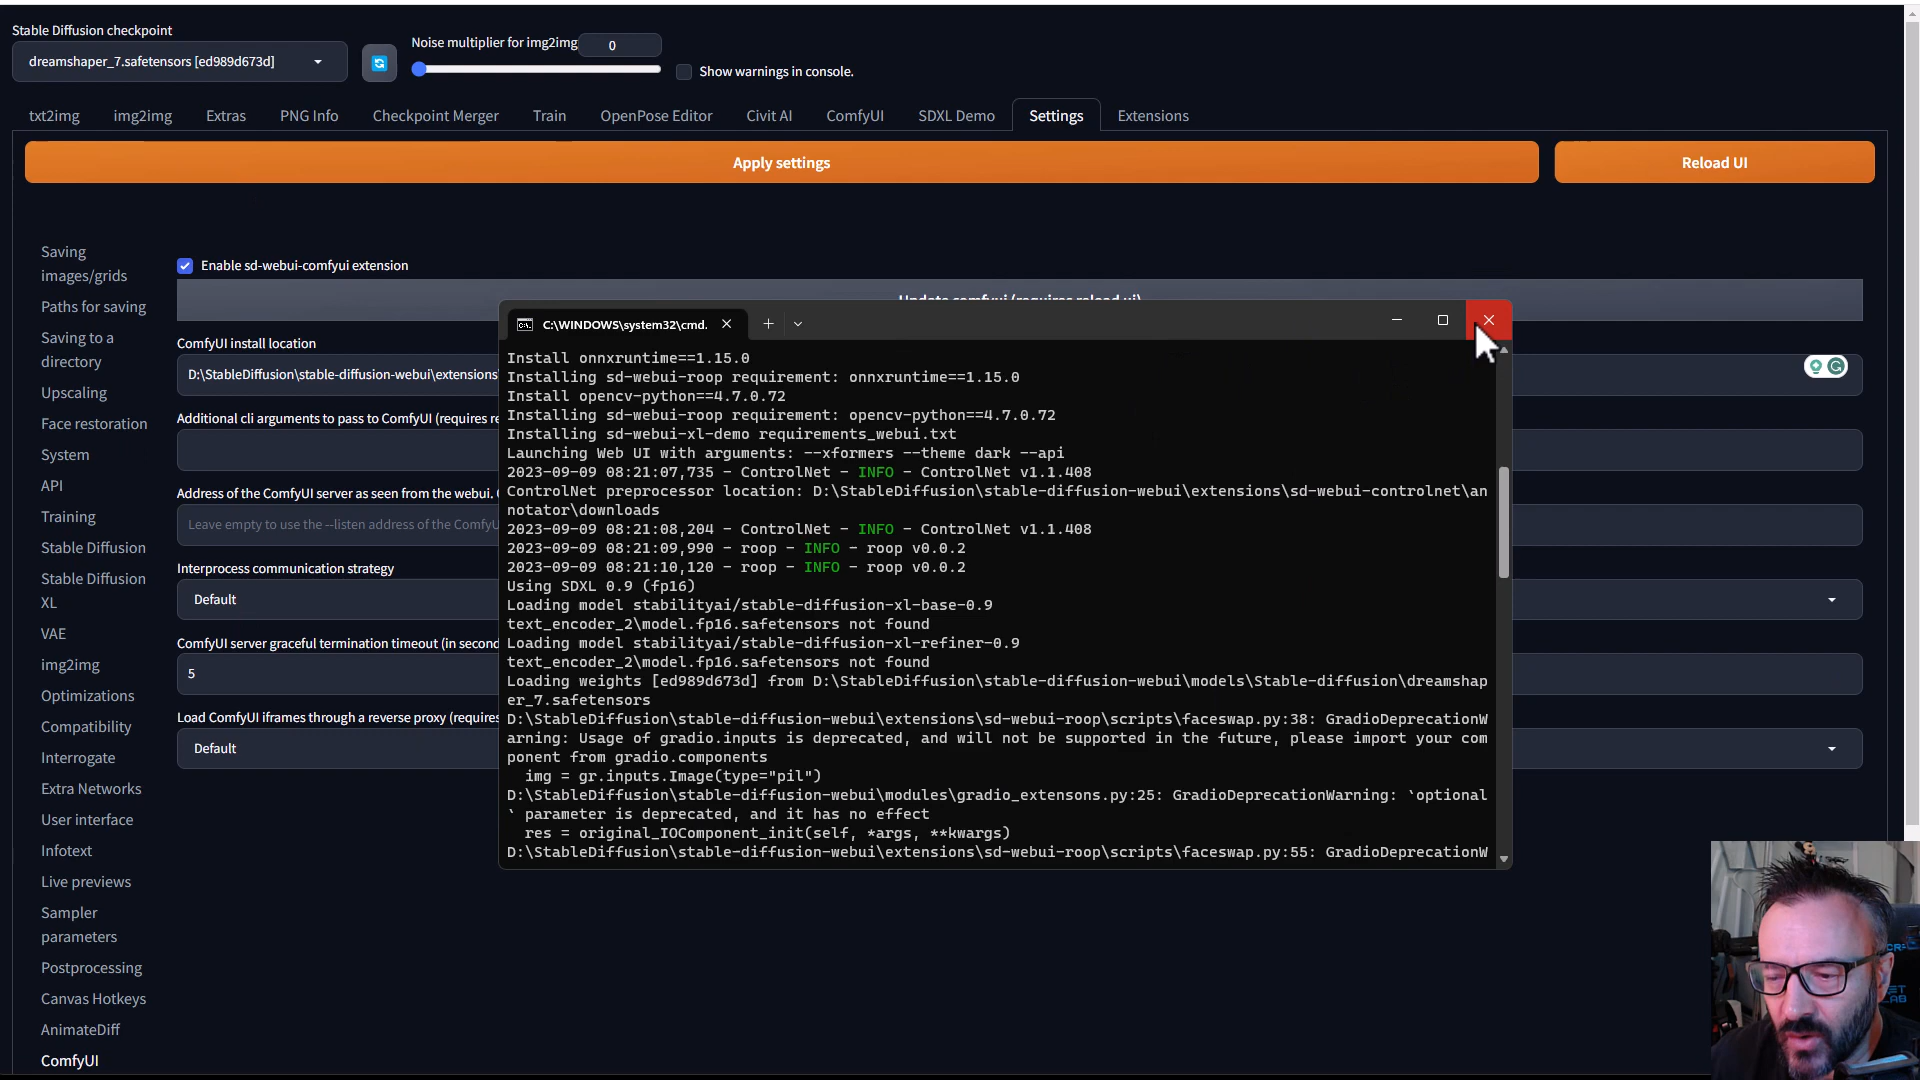 Stable Diffusion checkpoint
dreamshaper_7.safetensors [ed989d673d]
Noise multiplier for img2img
0
Show warnings in console.
txt2img
img2img
Extras
PNG Info
Checkpoint Merger
Train
OpenPose Editor
Civit AI
ComfyUI
SDXL Demo
Settings
Extensions
Apply settings
Reload UI
Saving
images/grids
Paths for saving
Saving to a
directory
Upscaling
Face restoration
System
API
Training
Stable Diffusion
Stable Diffusion
XL
VAE
img2img
Optimizations
Compatibility
Interrogate
Extra Networks
User interface
Infotext
Live previews
Sampler
parameters
Postprocessing
Canvas Hotkeys
AnimateDiff
ComfyUI
Enable sd-webui-comfyui extension
Update comfyui (requires reload ui)
ComfyUI install location
D:\StableDiffusion\stable-diffusion-webui\extensions
Additional cli arguments to pass to ComfyUI (requires re
Address of the ComfyUI server as seen from the webui.
Leave empty to use the --listen address of the ComfyU
Interprocess communication strategy
Default
ComfyUI server graceful termination timeout (in second
5
Load ComfyUI iframes through a reverse proxy (requires
Default
C:\WINDOWS\system32\cmd.
Install onnxruntime==1.15.0
Installing sd-webui-roop requirement: onnxruntime==1.15.0
Install opencv-python==4.7.0.72
Installing sd-webui-roop requirement: opencv-python==4.7.0.72
Installing sd-webui-xl-demo requirements_webui.txt
Launching Web UI with arguments: --xformers --theme dark --api
2023-09-09 08:21:07,735 - ControlNet - INFO - ControlNet v1.1.408
ControlNet preprocessor location: D:\StableDiffusion\stable-diffusion-webui\extensions\sd-webui-controlnet\an
notator\downloads
2023-09-09 08:21:08,204 - ControlNet - INFO - ControlNet v1.1.408
2023-09-09 08:21:09,990 - roop - INFO - roop v0.0.2
2023-09-09 08:21:10,120 - roop - INFO - roop v0.0.2
Using SDXL 0.9 (fp16)
Loading model stabilityai/stable-diffusion-xl-base-0.9
text_encoder_2\model.fp16.safetensors not found
Loading model stabilityai/stable-diffusion-xl-refiner-0.9
text_encoder_2\model.fp16.safetensors not found
Loading weights [ed989d673d] from D:\StableDiffusion\stable-diffusion-webui\models\Stable-diffusion\dreamshap
er_7.safetensors
D:\StableDiffusion\stable-diffusion-webui\extensions\sd-webui-roop\scripts\faceswap.py:38: GradioDeprecationW
arning: Usage of gradio.inputs is deprecated, and will not be supported in the future, please import your com
ponent from gradio.components
img = gr.inputs.Image(type="pil")
D:\StableDiffusion\stable-diffusion-webui\modules\gradio_extensons.py:25: GradioDeprecationWarning: `optional
` parameter is deprecated, and it has no effect
res = original_IOComponent_init(self, *args, **kwargs)
D:\StableDiffusion\stable-diffusion-webui\extensions\sd-webui-roop\scripts\faceswap.py:55: GradioDeprecationW